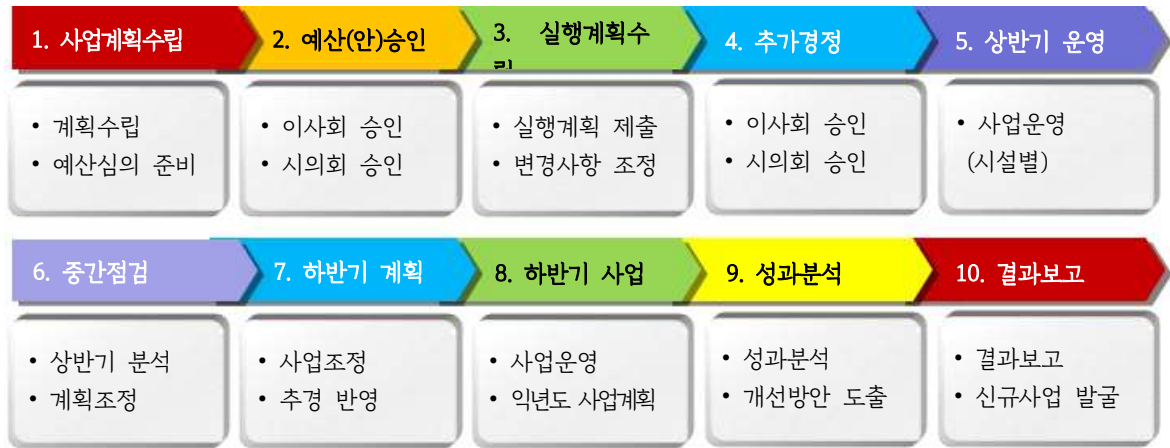 1. 사업계획수립
2. 예산(안)승인
3. 실행계획수
립
4. 추가경정
5. 상반기 운영
• 계획수립
• 예산심의 준비
• 이사회 승인
• 시의회 승인
• 실행계획 제출
• 변경사항 조정
• 이사회 승인
• 시의회 승인
• 사업운영
(시설별)
6. 중간점검
7. 하반기 계획
8. 하반기 사업
9. 성과분석
10. 결과보고
• 상반기 분석
• 계획조정
• 사업조정
• 추경 반영
• 사업운영
• 익년도 사업계획
• 성과분석
• 개선방안 도출
• 결과보고
• 신규사업 발굴